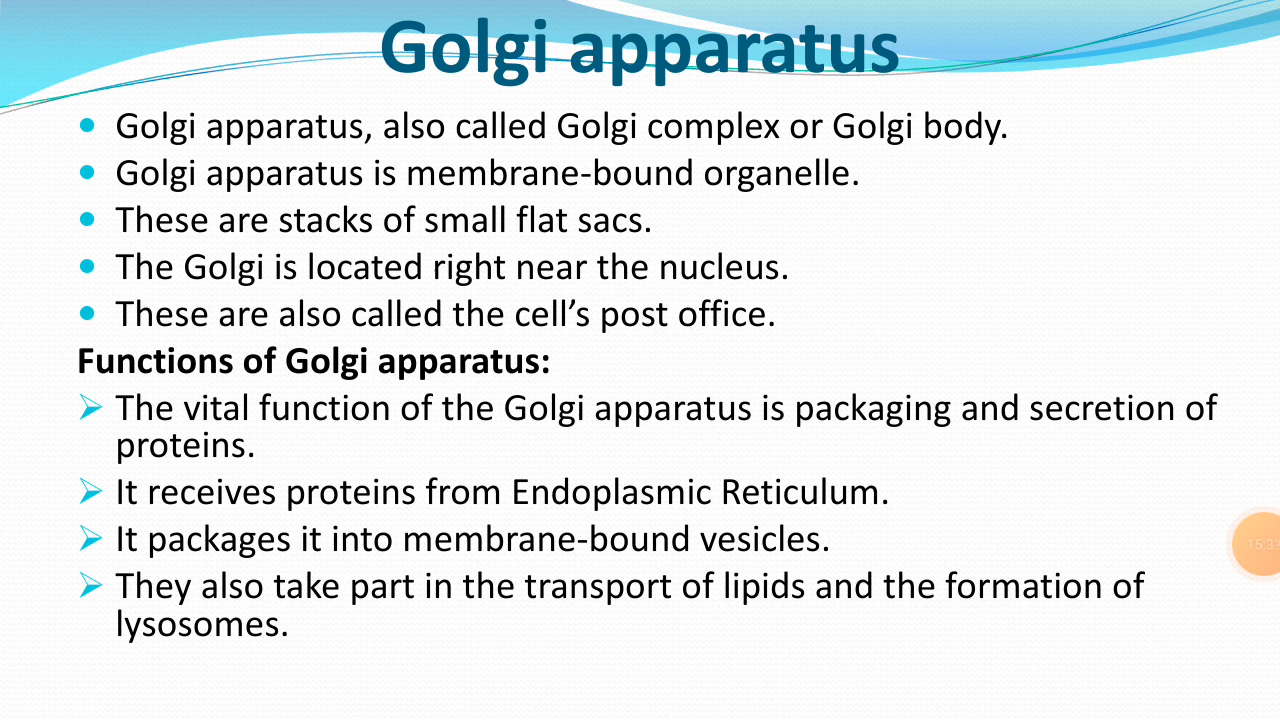 Golgi apparatus
Golgi apparatus, also called Golgi complex or Golgi body.
Golgi apparatus is membrane-bound organelle.
These are stacks of small flat sacs.
The Golgi is located right near the nucleus.
These are also called the cell’s post office.
Functions of Golgi apparatus:
The vital function of the Golgi apparatus is packaging and secretion of
proteins.
It receives proteins from Endoplasmic Reticulum.
It packages it into membrane-bound vesicles.
They also take part in the transport of lipids and the formation of
lysosomes.